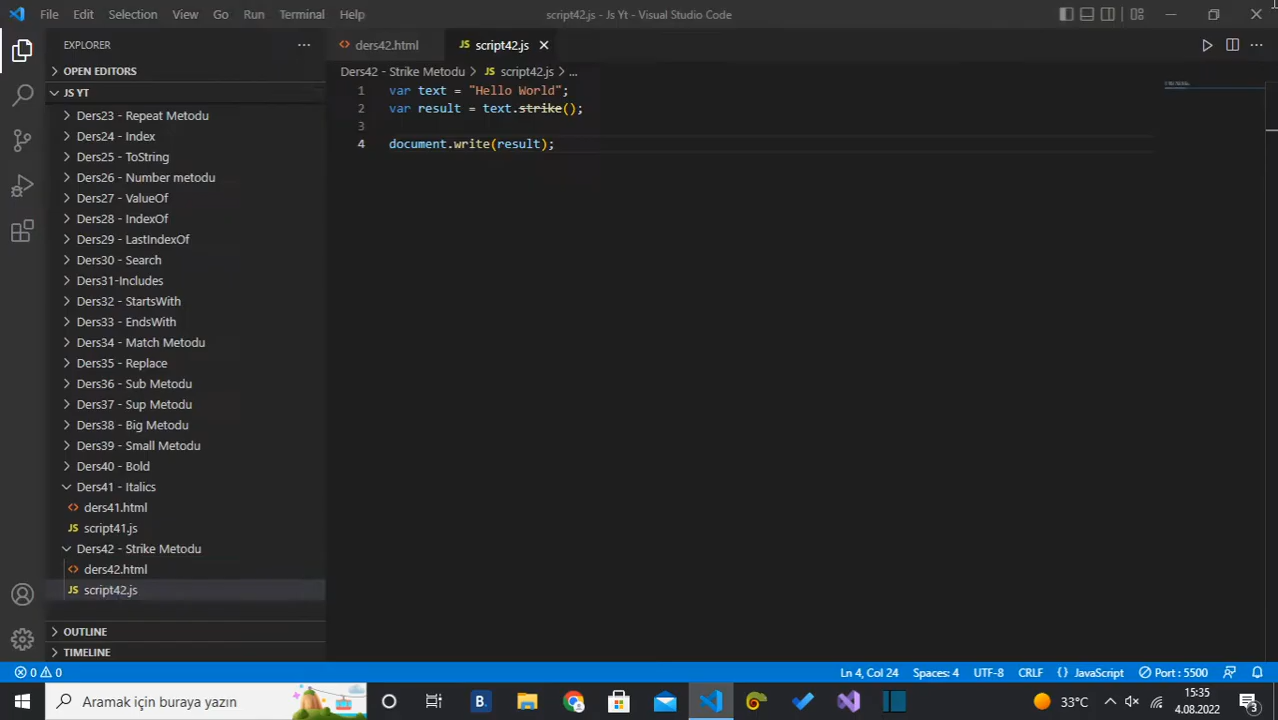 File Edit Selection View Go Run Terminal Help script42.js - Js Yt - Visual Studio Code
EXPLORER
OPEN EDITORS
JS YT
Ders23 - Repeat Metodu
Ders24 - Index
Ders25 - ToString
Ders26 - Number metodu
Ders27 - ValueOf
Ders28 - IndexOf
Ders29 - LastIndexOf
Ders30 - Search
Ders31-Includes
Ders32 - StartsWith
Ders33 - EndsWith
Ders34 - Match Metodu
Ders35 - Replace
Ders36 - Sub Metodu
Ders37 - Sup Metodu
Ders38 - Big Metodu
Ders39 - Small Metodu
Ders40 - Bold
Ders41 - Italics
<> ders41.html
JS script41.js
Ders42 - Strike Metodu
<> ders42.html
JS script42.js
OUTLINE
TIMELINE
<> ders42.html JS script42.js
Ders42 - Strike Metodu > JS script42.js > ...
1 var text = "Hello World";
2 var result = text.strike();
3
4 document.write(result);
0 0 Ln 4, Col 24 Spaces: 4 UTF-8 CRLF JavaScript Port : 5500
Aramak için buraya yazın B. 33°C 15:35
4.08.2022 3